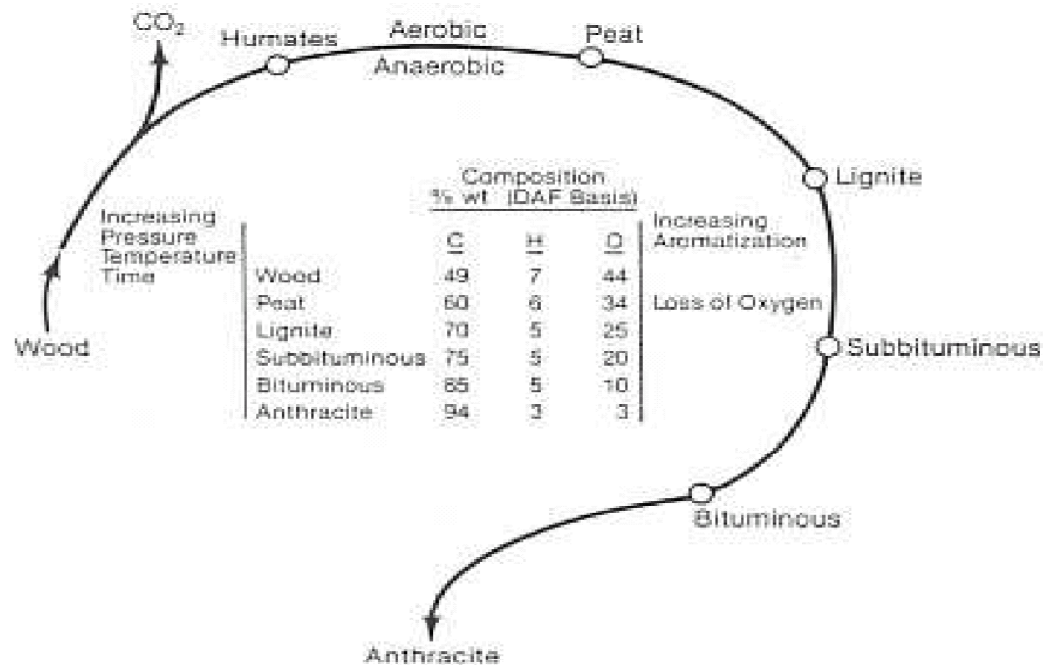 CO2
Humates
Aerobic
Peat
Anaerobic
Lignite
Composition
% wt (DAF Basis)
Increasing
Pressure
Temperature
Time
Increasing
Aromatization
C H O
Wood 49 7 44
Peat 60 6 34
Loss of Oxygen
Lignite 70 5 25
Subbituminous 75 5 20
Bituminous 85 5 10
Anthracite 94 3 3
Wood
Subbituminous
Bituminous
Anthracite